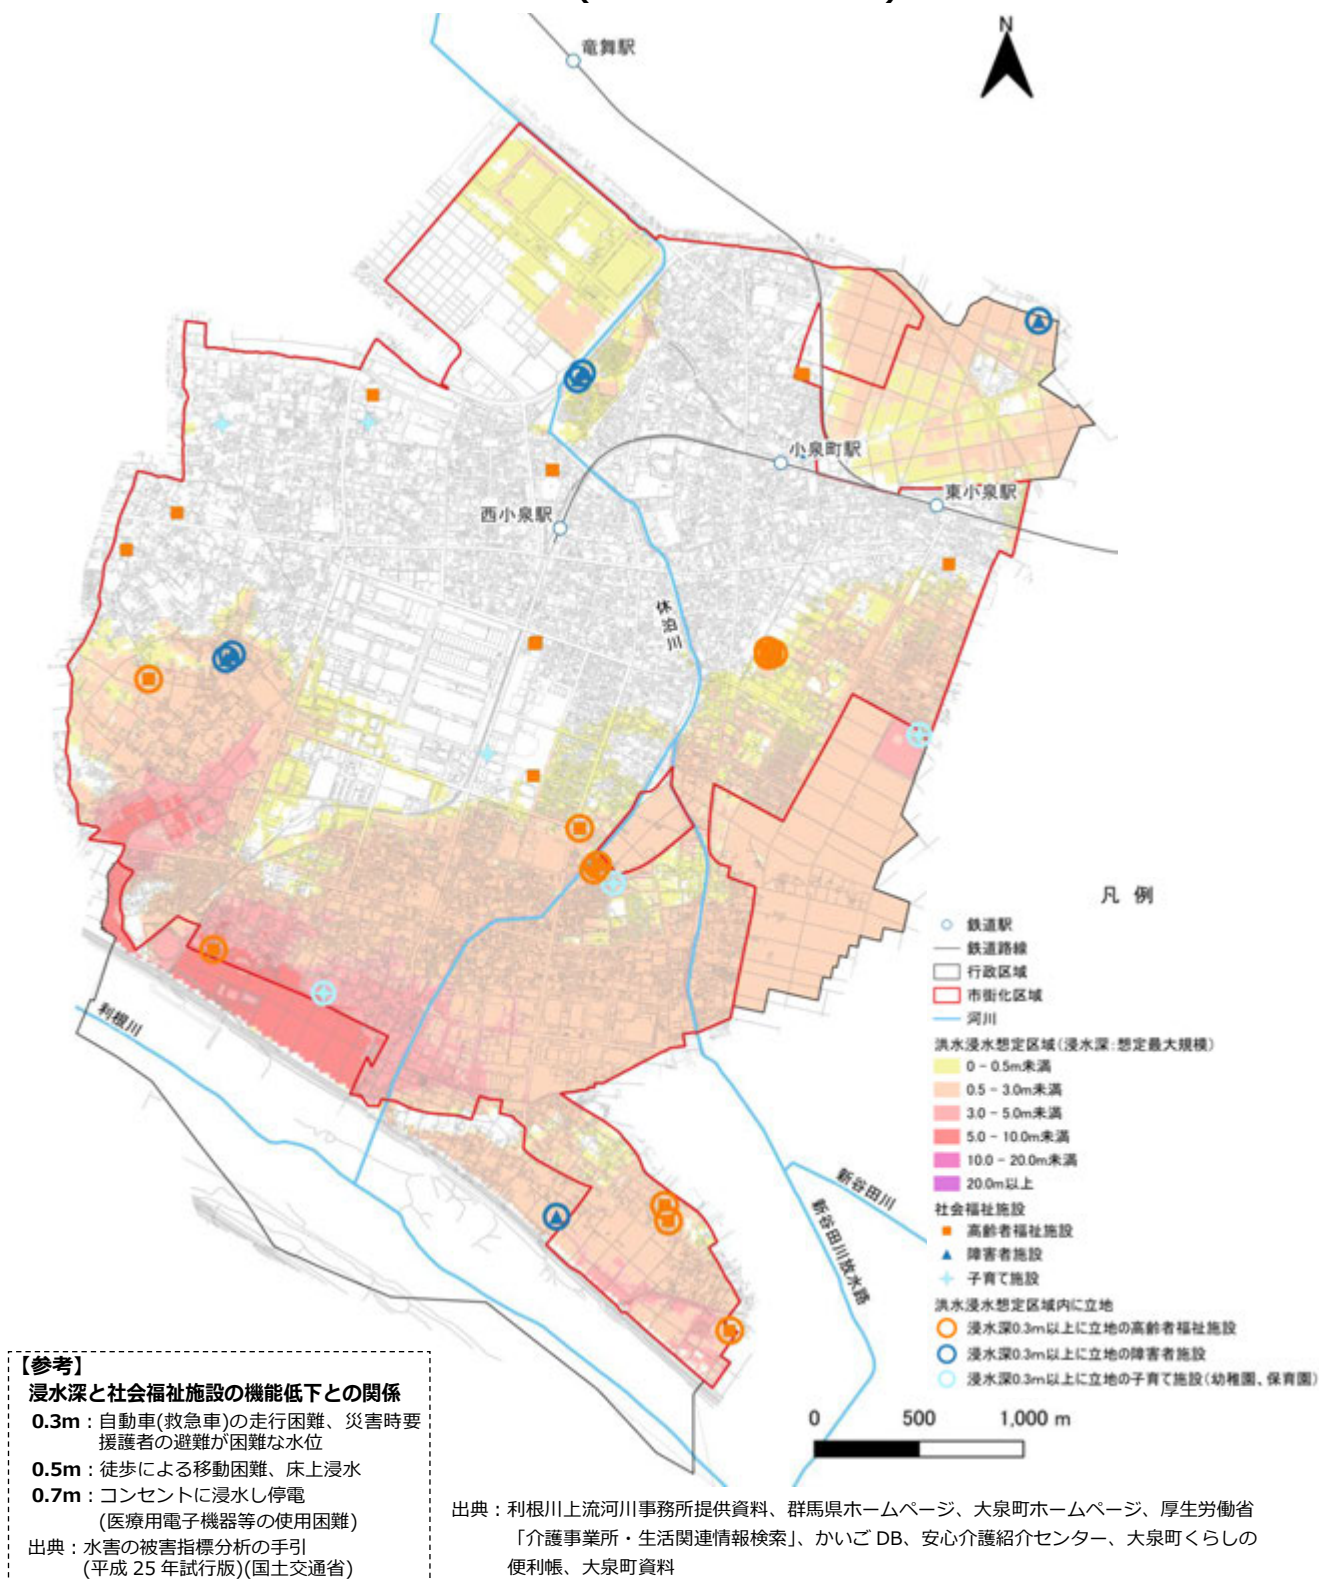 N
竜舞駅
小泉町駅
東小泉駅
西小泉駅
休泊川
利根川
新谷田川
新谷田川放水路
凡 例
鉄道駅
鉄道路線
行政区域
市街化区域
河川
洪水浸水想定区域(浸水深:想定最大規模)
0 - 0.5m未満
0.5 - 3.0m未満
3.0 - 5.0m未満
5.0 - 10.0m未満
10.0 - 20.0m未満
20.0m以上
社会福祉施設
高齢者福祉施設
障害者施設
子育て施設
洪水浸水想定区域内に立地
浸水深0.3m以上に立地の高齢者福祉施設
浸水深0.3m以上に立地の障害者施設
浸水深0.3m以上に立地の子育て施設(幼稚園、保育園)
0 500 1,000 m
【参考】
浸水深と社会福祉施設の機能低下との関係
0.3m：自動車(救急車)の走行困難、災害時要
援護者の避難が困難な水位
0.5m：徒歩による移動困難、床上浸水
0.7m：コンセントに浸水し停電
(医療用電子機器等の使用困難)
出典：水害の被害指標分析の手引
(平成 25 年試行版)(国土交通省)
出典：利根川上流河川事務所提供資料、群馬県ホームページ、大泉町ホームページ、厚生労働省
「介護事業所・生活関連情報検索」、かいご DB、安心介護紹介センター、大泉町くらしの
便利帳、大泉町資料